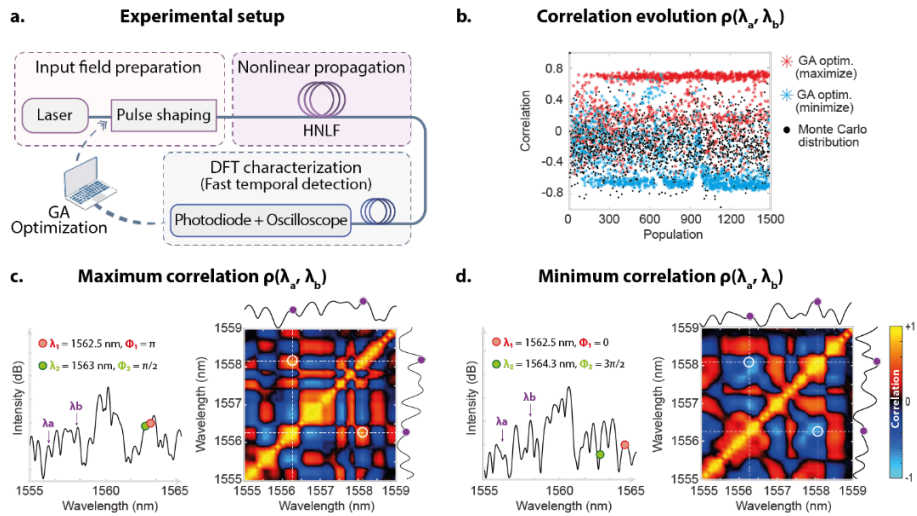 a. Experimental setup
Input field preparation
Nonlinear propagation
Laser
Pulse shaping
HNLF
DFT characterization
(Fast temporal detection)
Photodiode + Oscilloscope
GA
Optimization
b. Correlation evolution ρ(λa, λb)
Correlation
0.8
0.4
0
-0.4
-0.8
0 300 600 900 1200 1500
Population
GA optim.
(maximize)
GA optim.
(minimize)
Monte Carlo
distribution
c. Maximum correlation ρ(λa, λb)
λ1 = 1562.5 nm, Φ1 = π
λ2 = 1563 nm, Φ2 = π/2
Intensity (dB)
λa
λb
1555 1560 1565
Wavelength (nm)
Wavelength (nm)
1559
1558
1557
1556
1555
1555 1556 1557 1558 1559
Wavelength (nm)
d. Minimum correlation ρ(λa, λb)
λ1 = 1562.5 nm, Φ1 = 0
λ2 = 1564.3 nm, Φ2 = 3π/2
Intensity (dB)
λa
λb
1555 1560 1565
Wavelength (nm)
Wavelength (nm)
1559
1558
1557
1556
1555
1555 1556 1557 1558 1559
Wavelength (nm)
+1
0
-1
Correlation